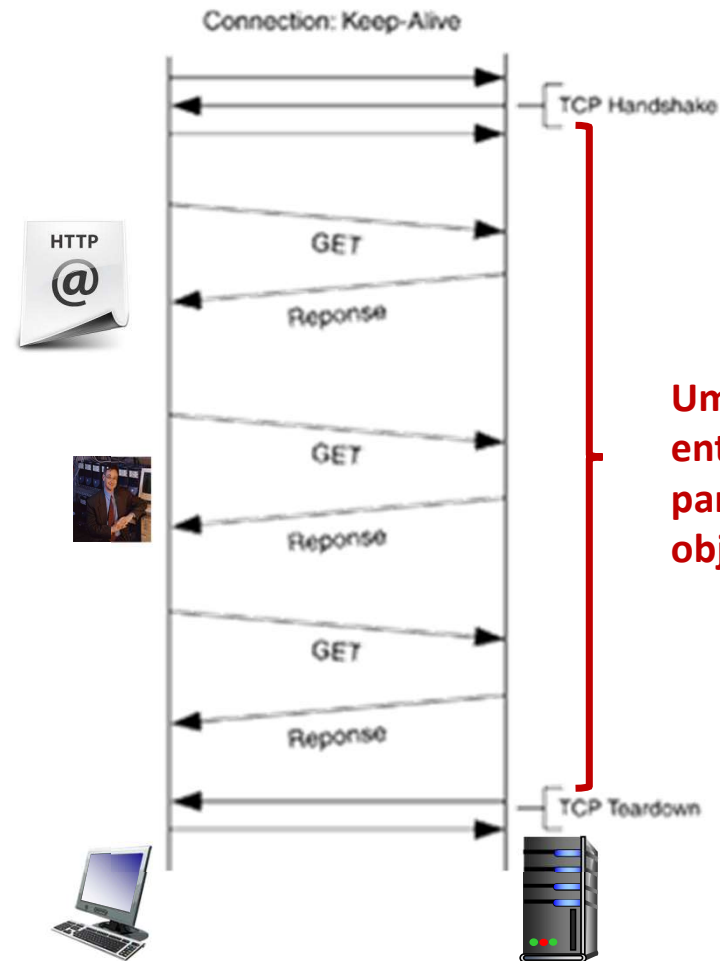 Connection: Keep-Alive
TCP Handshake
HTTP
@
GET
Reponse
Um
ent
par
obj
GET
Reponse
GET
Reponse
TCP Teardown